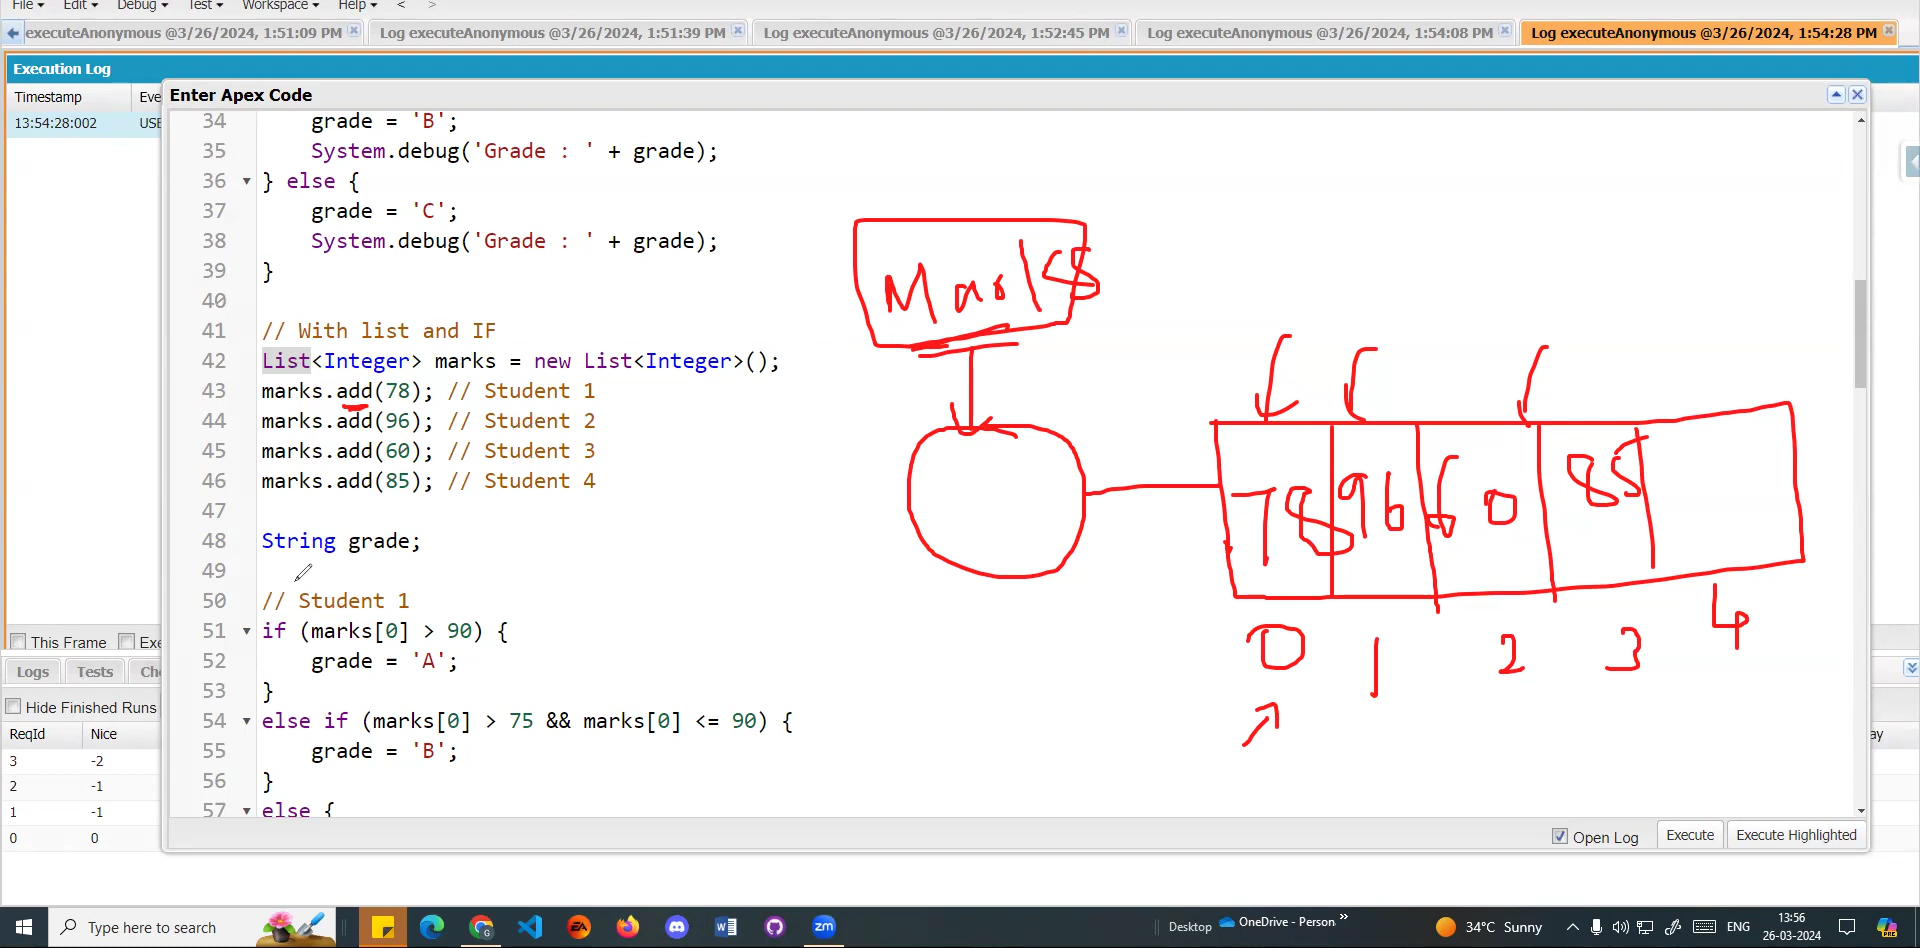 File Edit Debug Test Workspace Help < >
executeAnonymous @3/26/2024, 1:51:09 PM Log executeAnonymous @3/26/2024, 1:51:39 PM Log executeAnonymous @3/26/2024, 1:52:45 PM Log executeAnonymous @3/26/2024, 1:54:08 PM Log executeAnonymous @3/26/2024, 1:54:28 PM
Execution Log
Timestamp Eve
13:54:28:002 USE
Enter Apex Code
34 grade = 'B';
35 System.debug('Grade : ' + grade);
36 } else {
37 grade = 'C';
38 System.debug('Grade : ' + grade);
39 }
40
41 // With list and IF
42 List<Integer> marks = new List<Integer>();
43 marks.add(78); // Student 1
44 marks.add(96); // Student 2
45 marks.add(60); // Student 3
46 marks.add(85); // Student 4
47
48 String grade;
49
50 // Student 1
51 if (marks[0] > 90) {
52 grade = 'A';
53 }
54 else if (marks[0] > 75 && marks[0] <= 90) {
55 grade = 'B';
56 }
57 else {
Marks
78 96 60 85
0 1 2 3 4
This Frame Exe
Logs Tests Che
Hide Finished Runs
ReqId Nice
3 -2
2 -1
1 -1
0 0
ay
Open Log Execute Execute Highlighted
Type here to search
Desktop OneDrive - Person
34°C Sunny
ENG
13:56
26-03-2024
zm